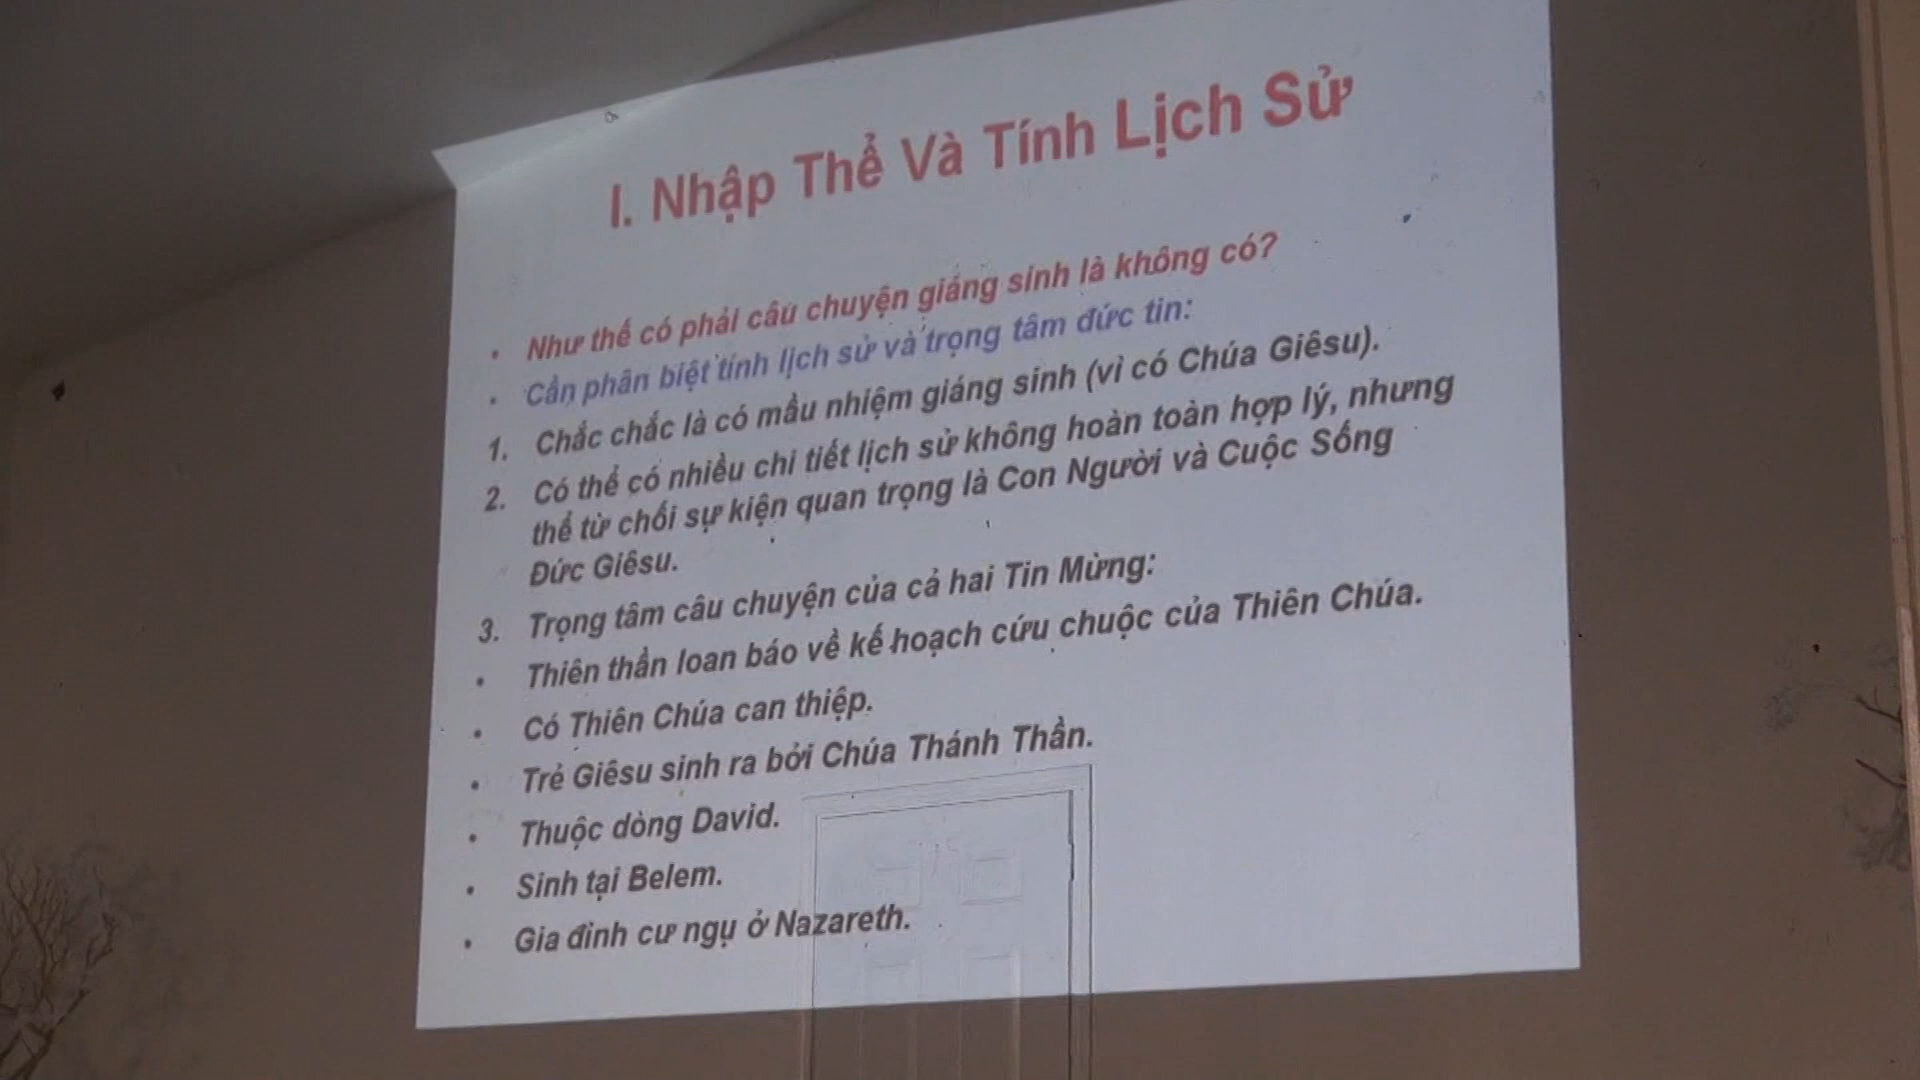 I. Nhập Thể Và Tính Lịch Sử
• Như thế có phải câu chuyện giáng sinh là không có?
• Cần phân biệt tính lịch sử và trọng tâm đức tin:
1. Chắc chắc là có mầu nhiệm giáng sinh (vì có Chúa Giêsu).
2. Có thể có nhiều chi tiết lịch sử không hoàn toàn hợp lý, nhưng
thể từ chối sự kiện quan trọng là Con Người và Cuộc Sống
Đức Giêsu.
3. Trọng tâm câu chuyện của cả hai Tin Mừng:
• Thiên thần loan báo về kế hoạch cứu chuộc của Thiên Chúa.
• Có Thiên Chúa can thiệp.
• Trẻ Giêsu sinh ra bởi Chúa Thánh Thần.
• Thuộc dòng David.
• Sinh tại Belem.
• Gia đình cư ngụ ở Nazareth.